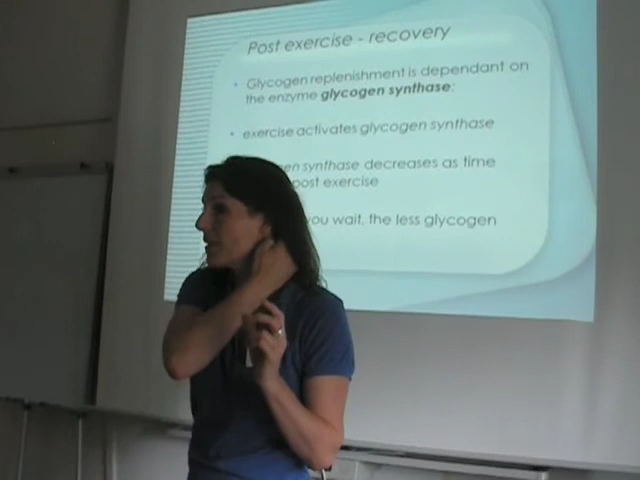 Post exercise - recovery
• Glycogen replenishment is dependant on
the enzyme glycogen synthase:
• exercise activates glycogen synthase
en synthase decreases as time
post exercise
you wait, the less glycogen